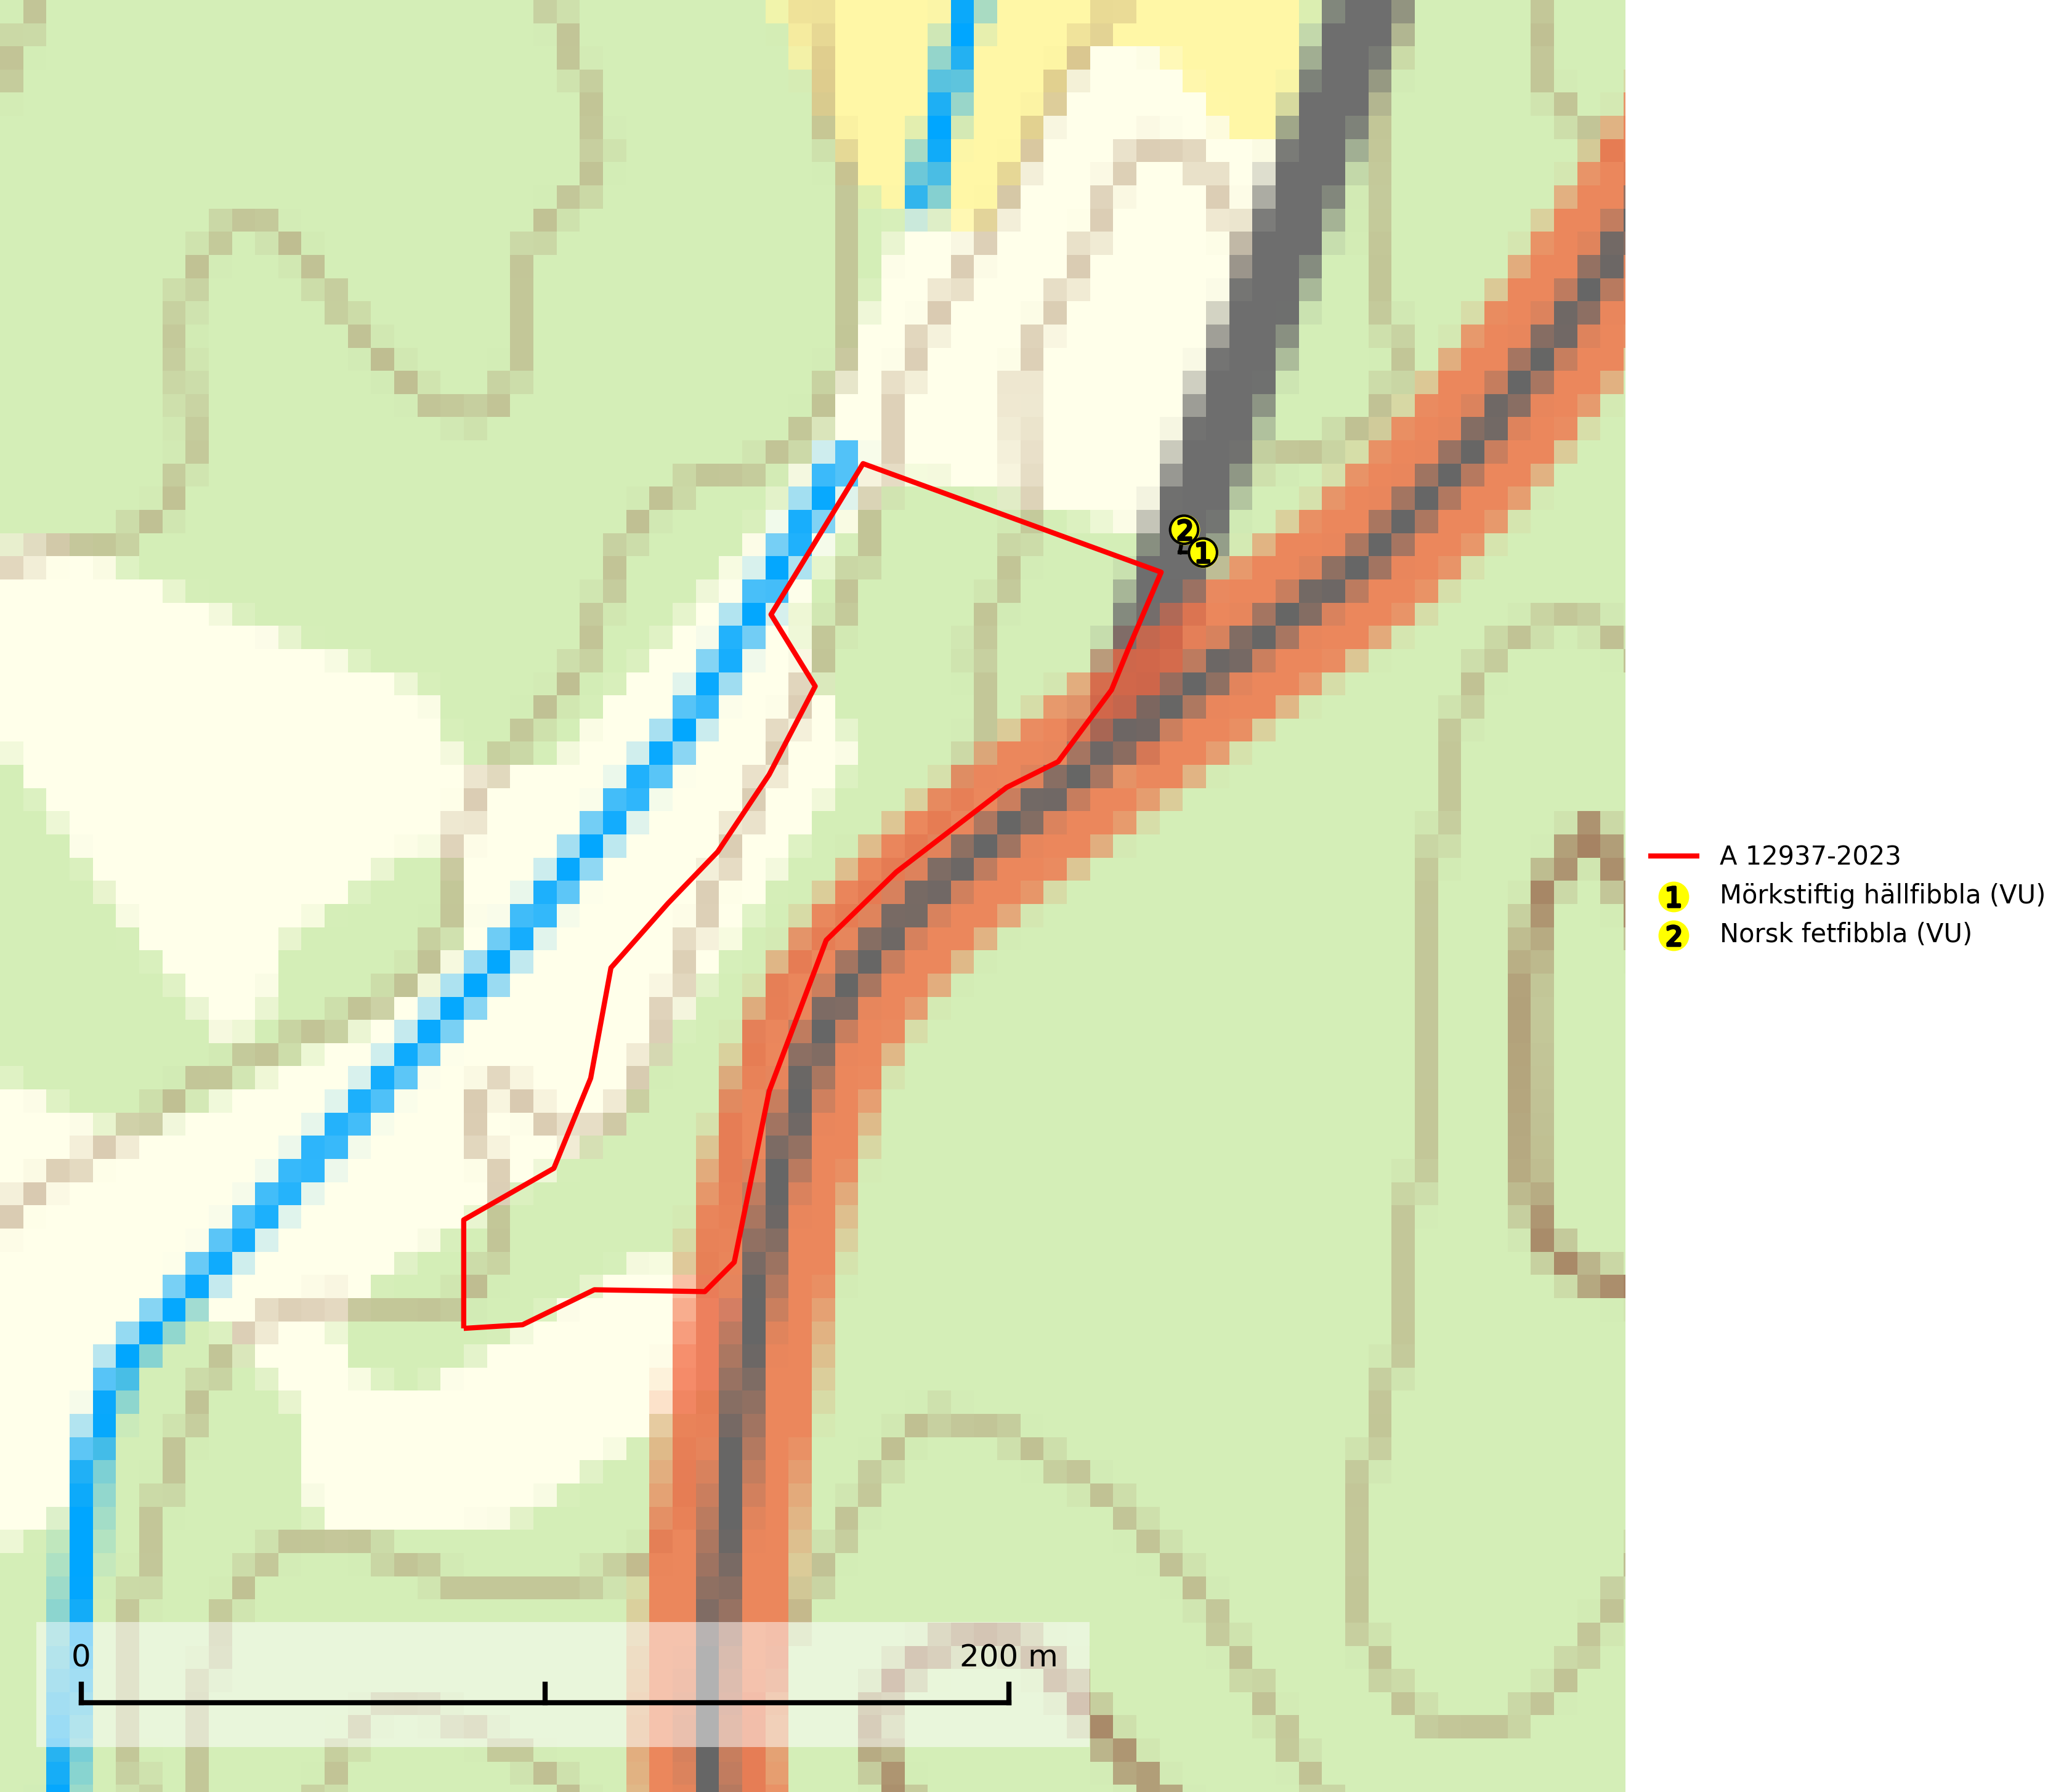 2
1
A 12937-2023
1 Mörkstiftig hällfibbla (VU)
2 Norsk fetfibbla (VU)
0 200 m